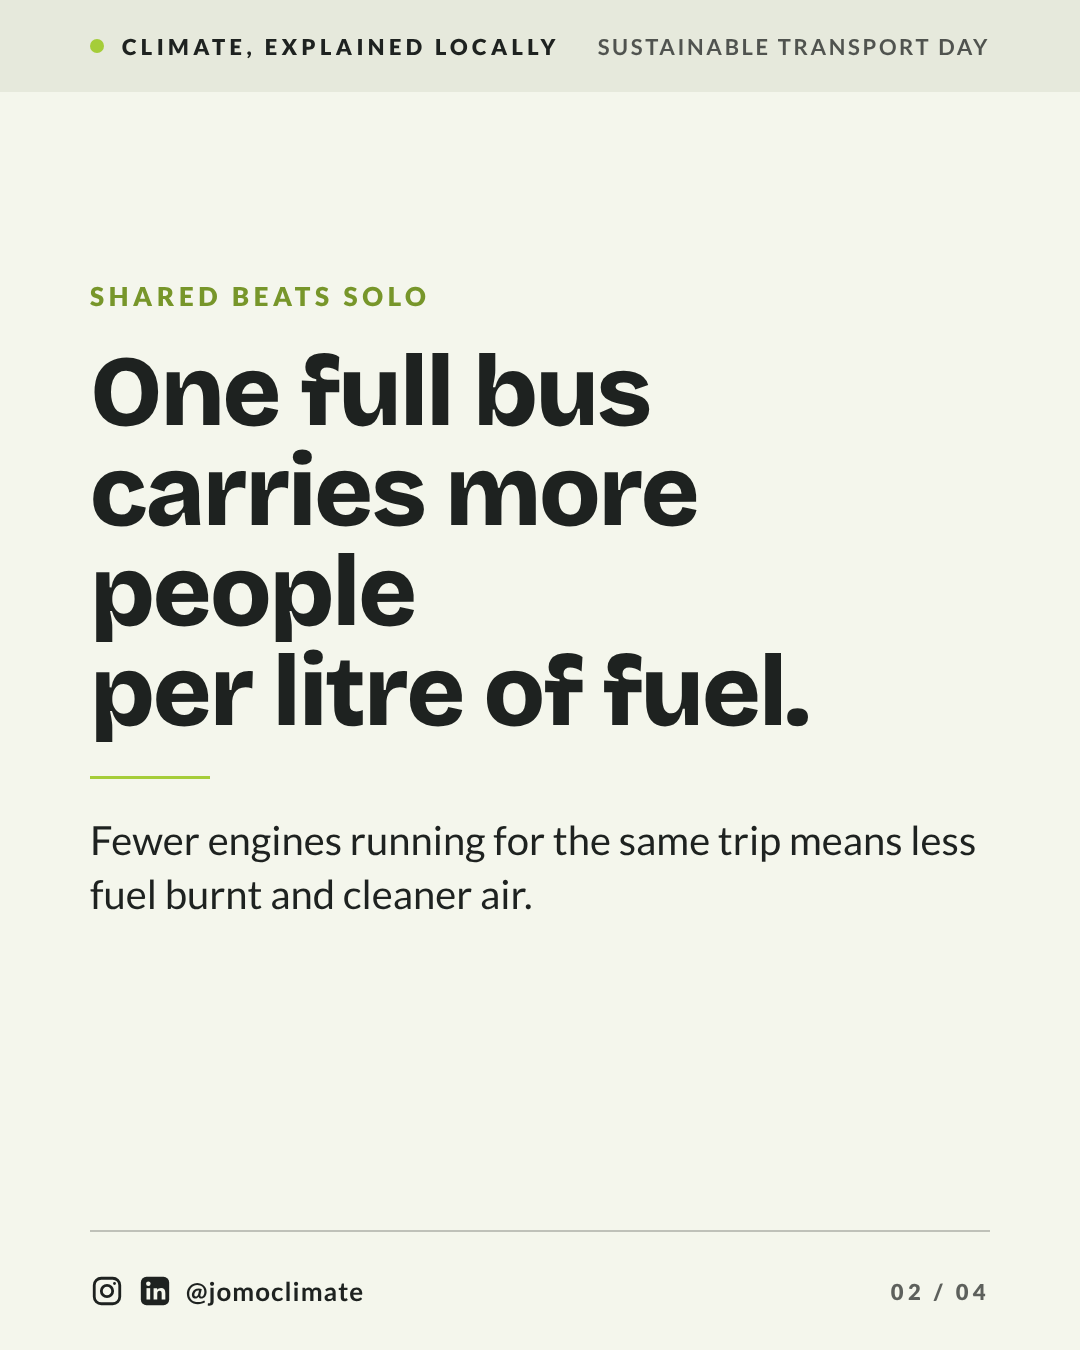 CLIMATE, EXPLAINED LOCALLY SUSTAINABLE TRANSPORT DAY
SHARED BEATS SOLO
One full bus
carries more
people
per litre of fuel.
Fewer engines running for the same trip means less
fuel burnt and cleaner air.
in @jomoclimate 02 / 04